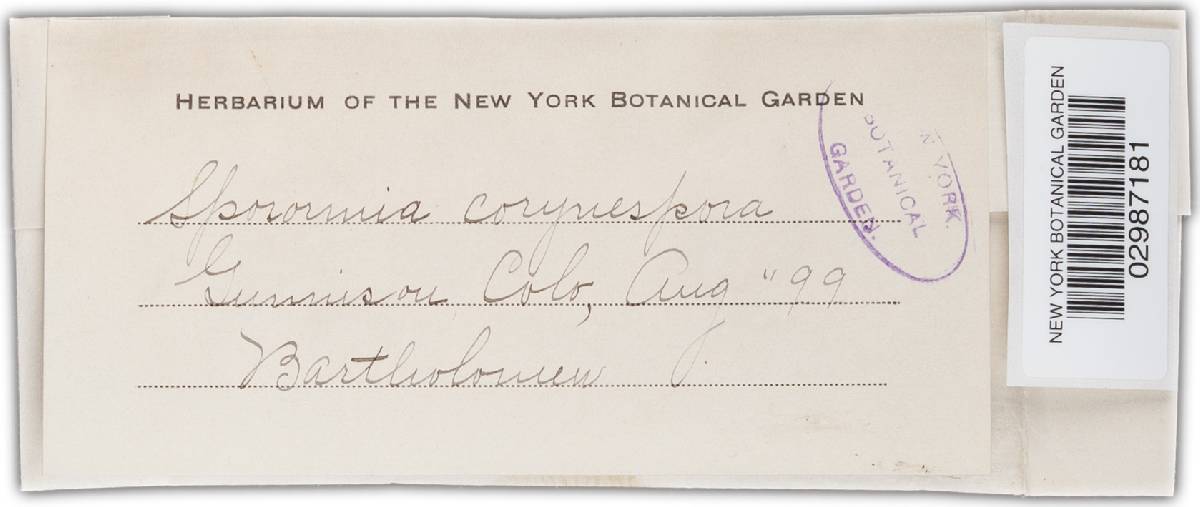 HERBARIUM OF THE NEW YORK BOTANICAL GARDEN
Sporormia corynespora
Gunnison, Colo, Aug "99
Bartholomew
W YORK
BOTANICAL
GARDEN.
NEW YORK BOTANICAL GARDEN
02987181